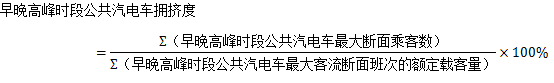 早晚高峰时段公共汽电车拥挤度
Σ（早晚高峰时段公共汽电车最大断面乘客数）
= ×100%
Σ（早晚高峰时段公共汽电车最大客流断面班次的额定载客量）